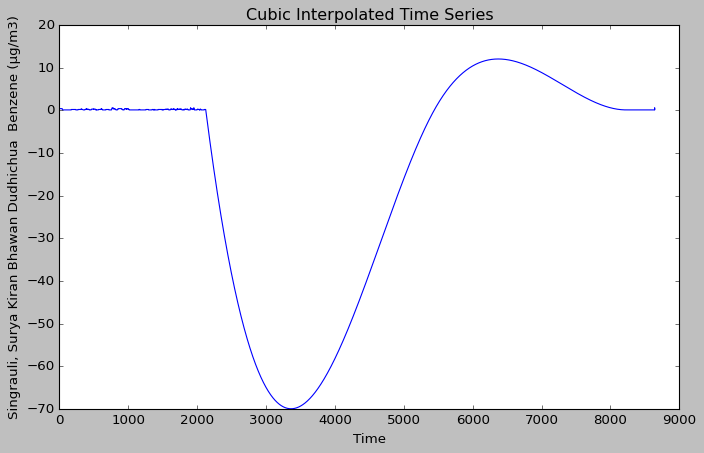 Cubic Interpolated Time Series
Singrauli, Surya Kiran Bhawan Dudhichua  Benzene (µg/m3)
20
10
0
−10
−20
−30
−40
−50
−60
−70
0 1000 2000 3000 4000 5000 6000 7000 8000 9000
Time